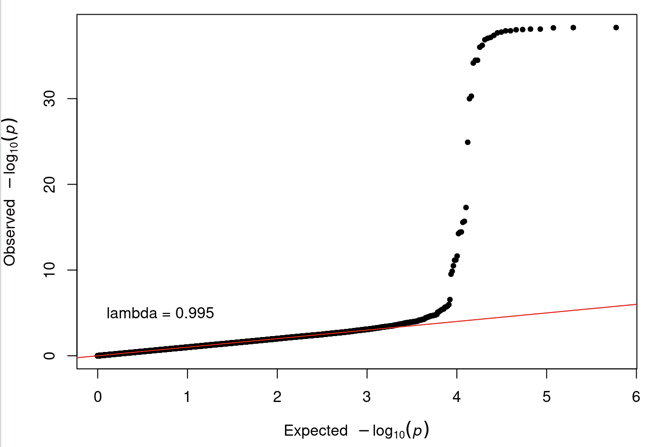 30
20
10
0
Observed −log10(p)
lambda = 0.995
0 1 2 3 4 5 6
Expected −log10(p)